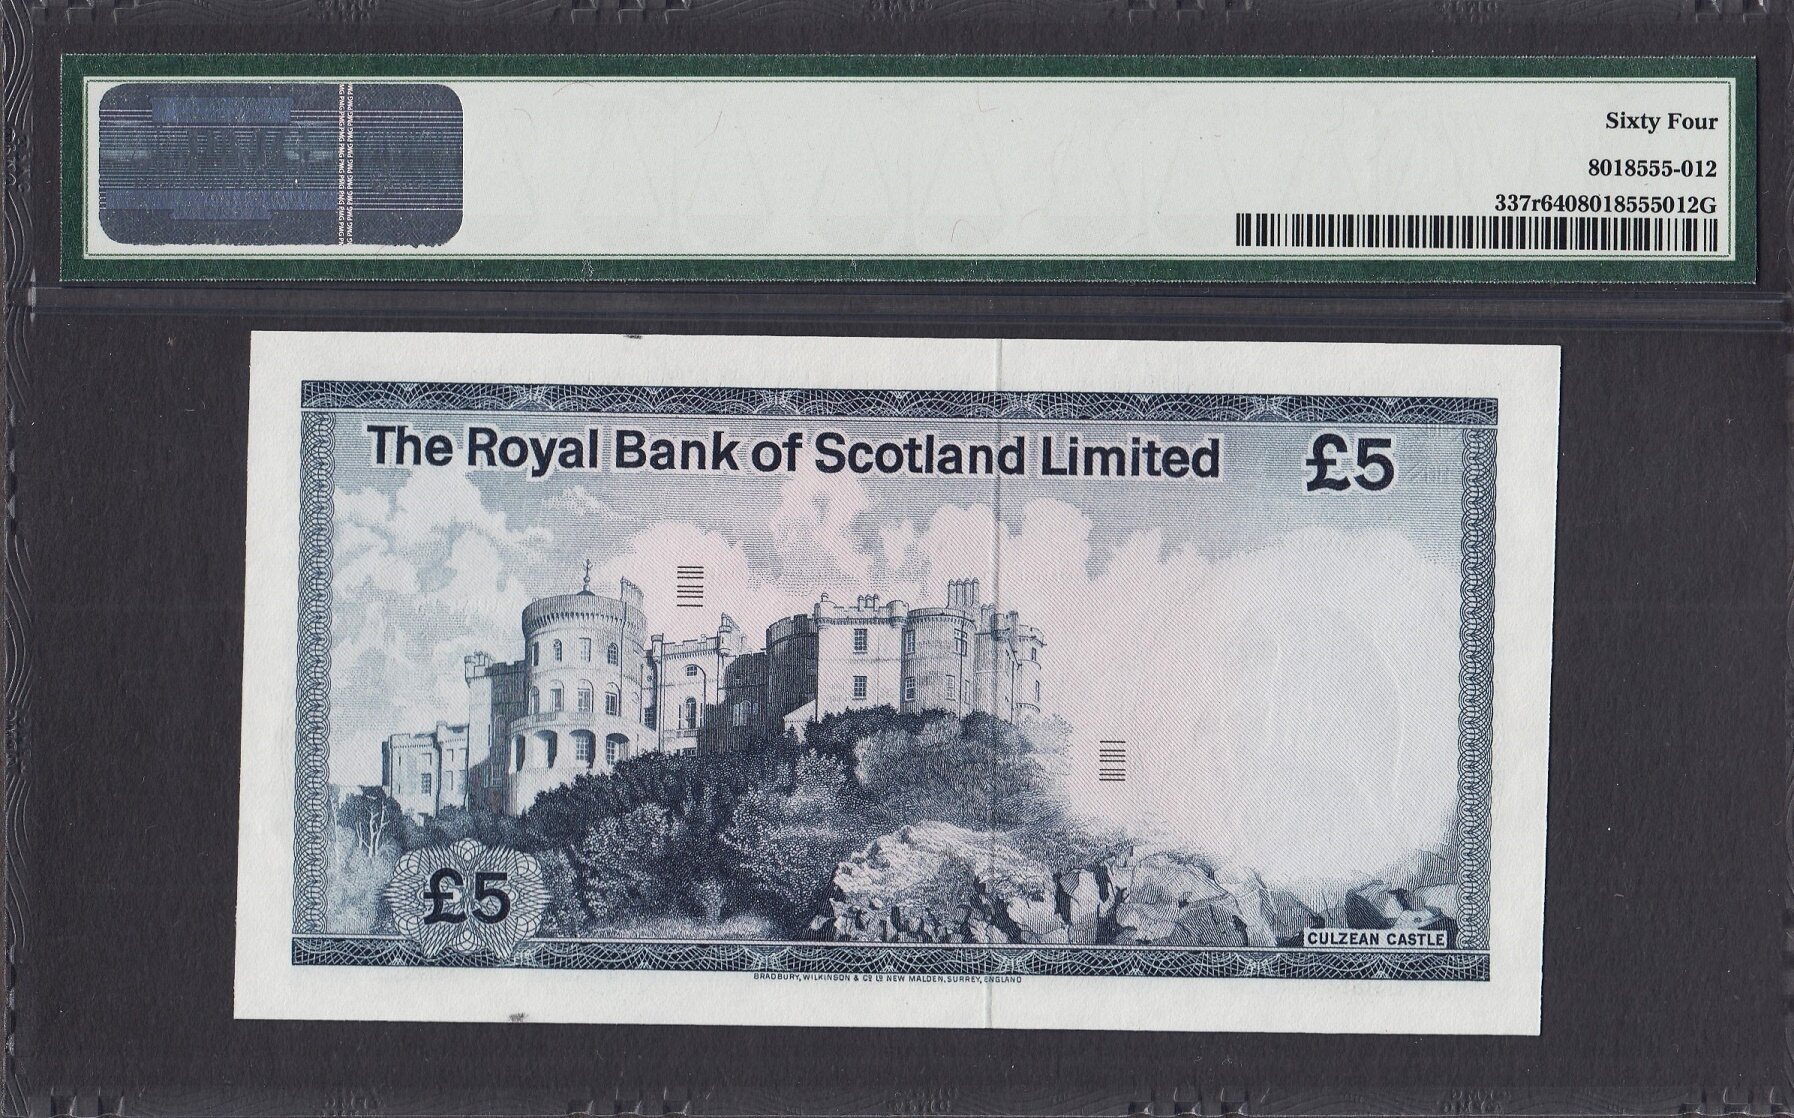 Sixty Four
8018555-012
337r6408018555012G
The Royal Bank of Scotland Limited £5
£5
CULZEAN CASTLE
BRADBURY, WILKINSON & Cº Lº NEW MALDEN, SURREY, ENGLAND